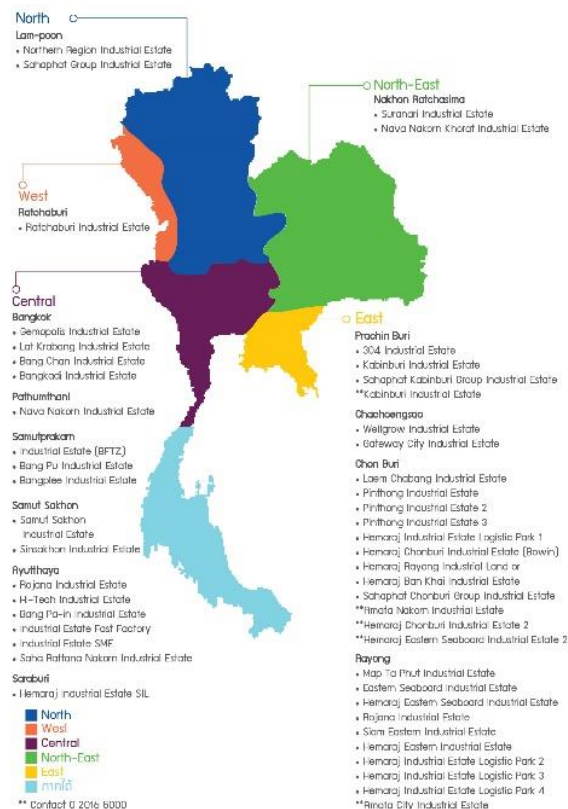 North
Lam-poon
• Northern Region Industrial Estate
• Sahaphat Group Industrial Estate
North-East
Nakhon Ratchasima
• Suranari Industrial Estate
• Nava Nakorn Khorat Industrial Estate
West
Ratchaburi
• Ratchaburi Industrial Estate
Central
Bangkok
• Gemopolis Industrial Estate
• Lat Krabang Industrial Estate
• Bang Chan Industrial Estate
• Bangkadi Industrial Estate
Pathumthani
• Nava Nakorn Industrial Estate
Samutprakarn
• Industrial Estate (BFTZ)
• Bang Pu Industrial Estate
• Bangplee Industrial Estate
Samut Sakhon
• Samut Sakhon
Industrial Estate
• Sinsakhon Industrial Estate
Ayutthaya
• Rojana Industrial Estate
• Hi-Tech Industrial Estate
• Bang Pa-in Industrial Estate
• Industrial Estate Fast Factory
• Industrial Estate SME
• Saha Rattana Nakorn Industrial Estate
Saraburi
• Hemaraj Industrial Estate SIL
East
Prachin Buri
• 304 Industrial Estate
• Kabinburi Industrial Estate
• Sahaphat Kabinburi Group Industrial Estate
**Kabinburi Industrial Estate
Chachoengsao
• Wellgrow Industrial Estate
• Gateway City Industrial Estate
Chon Buri
• Laem Chabang Industrial Estate
• Pinthong Industrial Estate
• Pinthong Industrial Estate 2
• Pinthong Industrial Estate 3
• Hemaraj Industrial Estate Logistic Park 1
• Hemaraj Chonburi Industrial Estate (Bowin)
• Hemaraj Rayong Industrial Land or
• Hemaraj Ban Khai Industrial Estate
• Sahaphat Chonburi Group Industrial Estate
**Amata Nakorn Industrial Estate
**Hemaraj Chonburi Industrial Estate 2
**Hemaraj Eastern Seaboard Industrial Estate 2
Rayong
• Map Ta Phut Industrial Estate
• Eastern Seaboard Industrial Estate
• Hemaraj Eastern Seaboard Industrial Estate
• Rojana Industrial Estate
• Siam Eastern Industrial Estate
• Hemaraj Eastern Industrial Estate
• Hemaraj Industrial Estate Logistic Park 2
• Hemaraj Industrial Estate Logistic Park 3
• Hemaraj Industrial Estate Logistic Park 4
**Amata City Industrial Estate
North
West
Central
North-East
East
ภาคใต้
** Contact 0 2016 5000